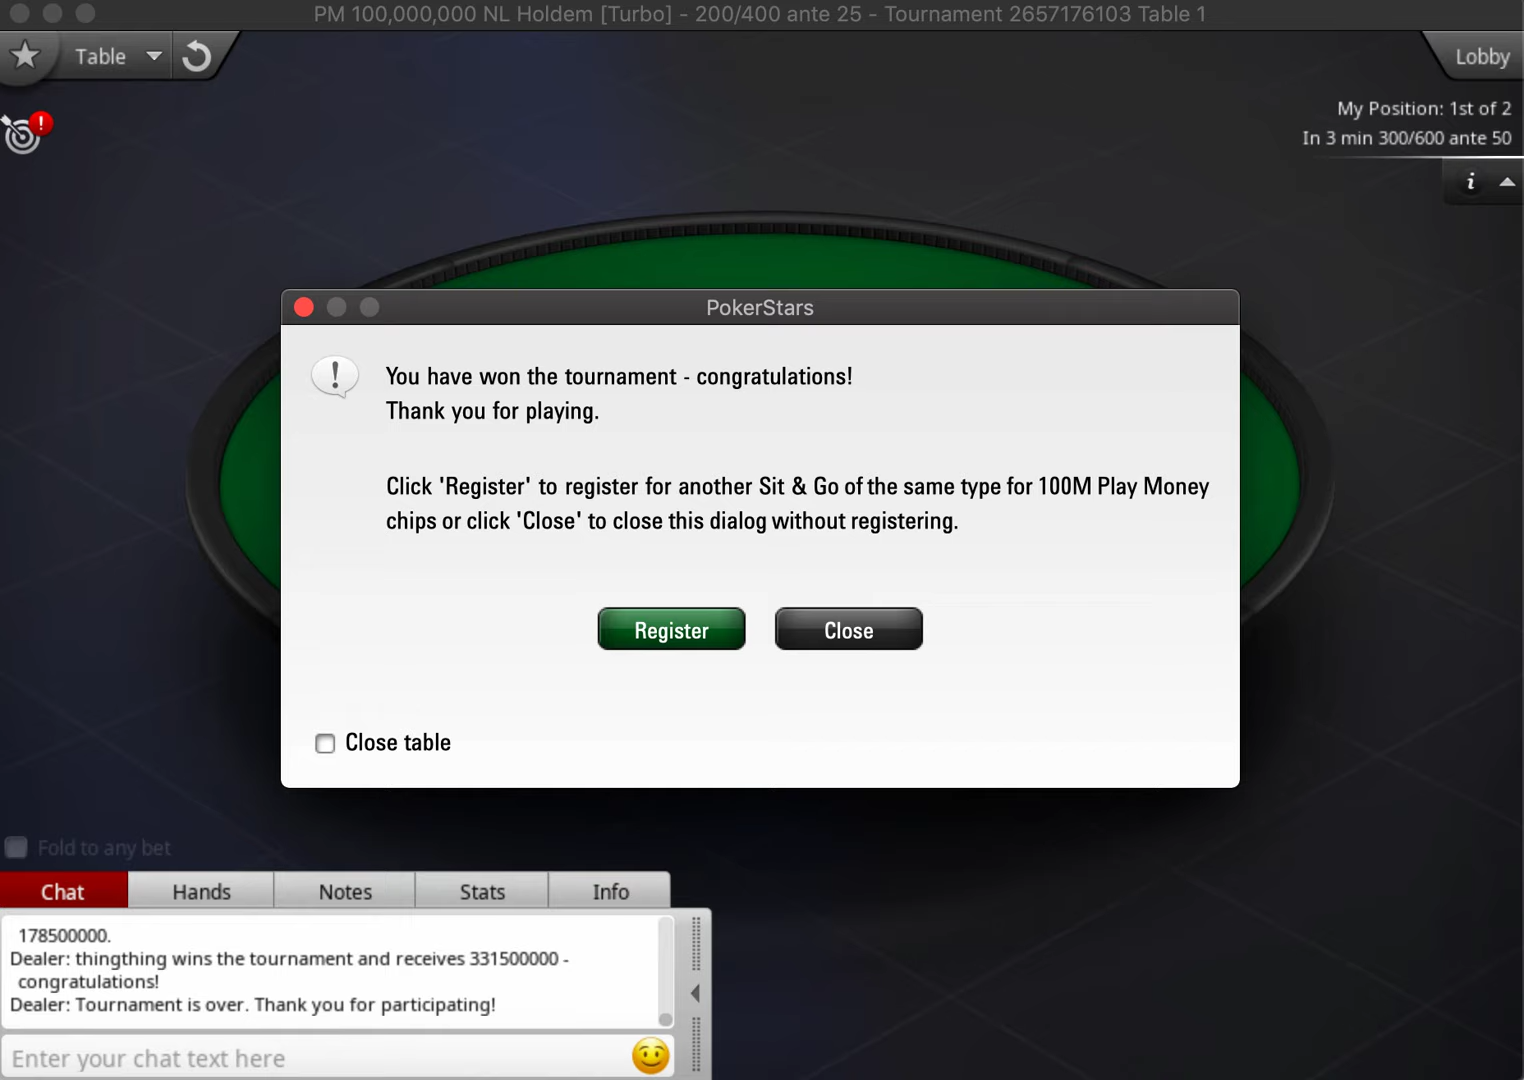 PM 100,000,000 NL Holdem [Turbo] - 200/400 ante 25 - Tournament 2657176103 Table 1
Table
Lobby
My Position: 1st of 2
In 3 min 300/600 ante 50
i
PokerStars
You have won the tournament - congratulations!
Thank you for playing.
Click 'Register' to register for another Sit & Go of the same type for 100M Play Money
chips or click 'Close' to close this dialog without registering.
Register
Close
Close table
Fold to any bet
Chat
Hands
Notes
Stats
Info
178500000.
Dealer: thingthing wins the tournament and receives 331500000 -
congratulations!
Dealer: Tournament is over. Thank you for participating!
Enter your chat text here